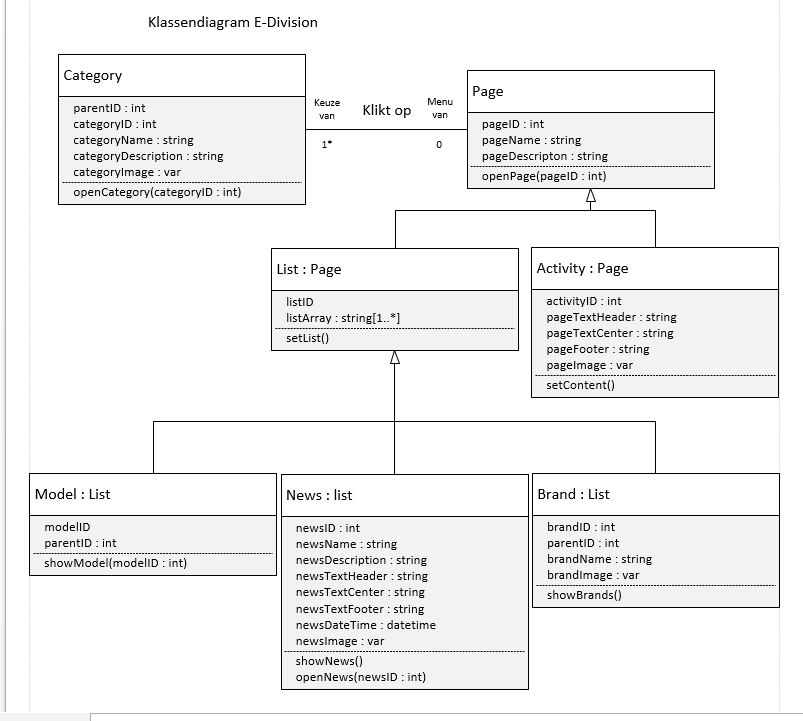 Klassendiagram E-Division
Category
parentID : int
categoryID : int
categoryName : string
categoryDescription : string
categoryImage : var
openCategory(categoryID : int)
Keuze
van
Klikt op
Menu
van
1*
0
Page
pageID : int
pageName : string
pageDescripton : string
openPage(pageID : int)
List : Page
listID
listArray : string[1..*]
setList()
Activity : Page
activityID : int
pageTextHeader : string
pageTextCenter : string
pageFooter : string
pageImage : var
setContent()
Model : List
modelID
parentID : int
showModel(modelID : int)
News : list
newsID : int
newsName : string
newsDescription : string
newsTextHeader : string
newsTextCenter : string
newsTextFooter : string
newsDateTime : datetime
newsImage : var
showNews()
openNews(newsID : int)
Brand : List
brandID : int
parentID : int
brandName : string
brandImage : var
showBrands()